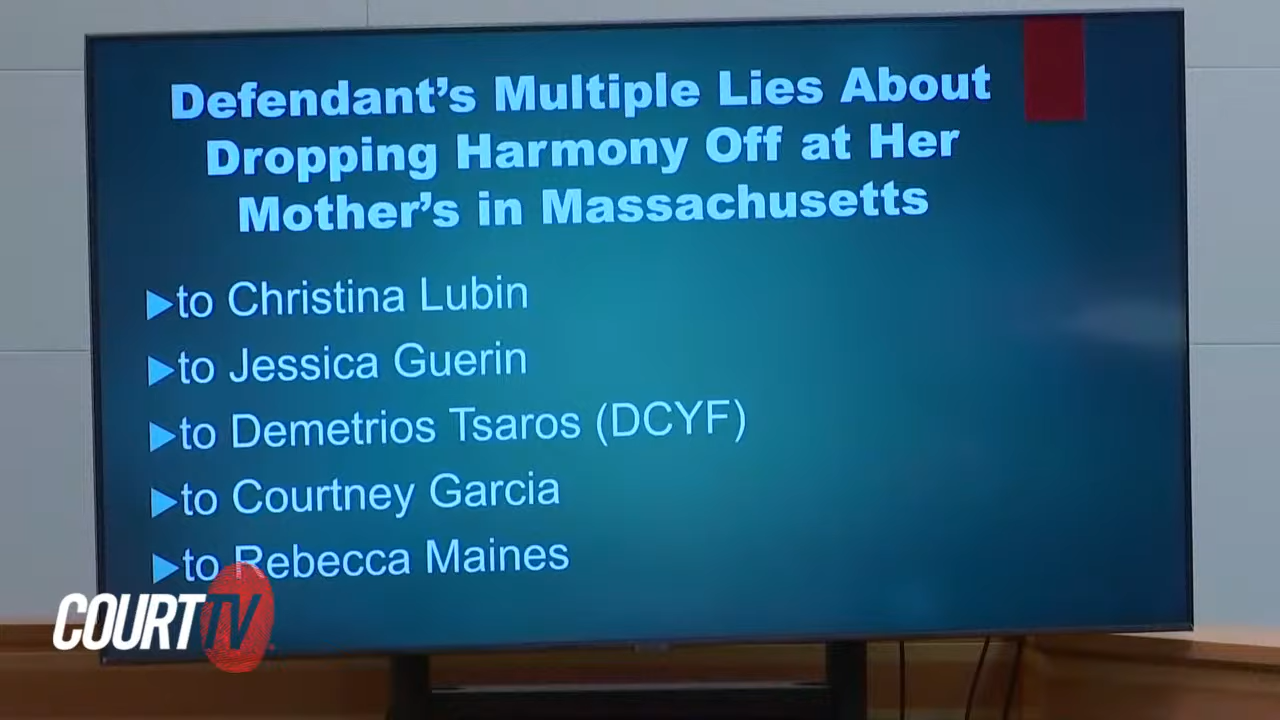 Defendant's Multiple Lies About
Dropping Harmony Off at Her
Mother's in Massachusetts
▶to Christina Lubin
▶to Jessica Guerin
▶to Demetrios Tsaros (DCYF)
▶to Courtney Garcia
▶to Rebecca Maines
COURT TV